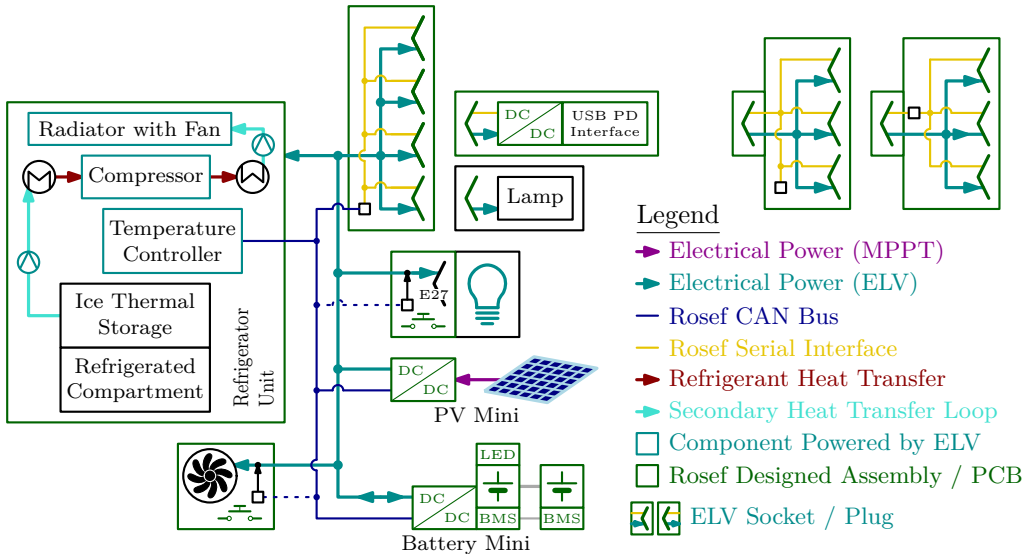 Radiator with Fan
Compressor
Temperature
Controller
Ice Thermal
Storage
Refrigerated
Compartment
Refrigerator
Unit
DC
DC
USB PD
Interface
Lamp
E27
DC
DC
PV Mini
DC
DC
LED
BMS
BMS
Battery Mini
Legend
Electrical Power (MPPT)
Electrical Power (ELV)
Rosef CAN Bus
Rosef Serial Interface
Refrigerant Heat Transfer
Secondary Heat Transfer Loop
Component Powered by ELV
Rosef Designed Assembly / PCB
ELV Socket / Plug